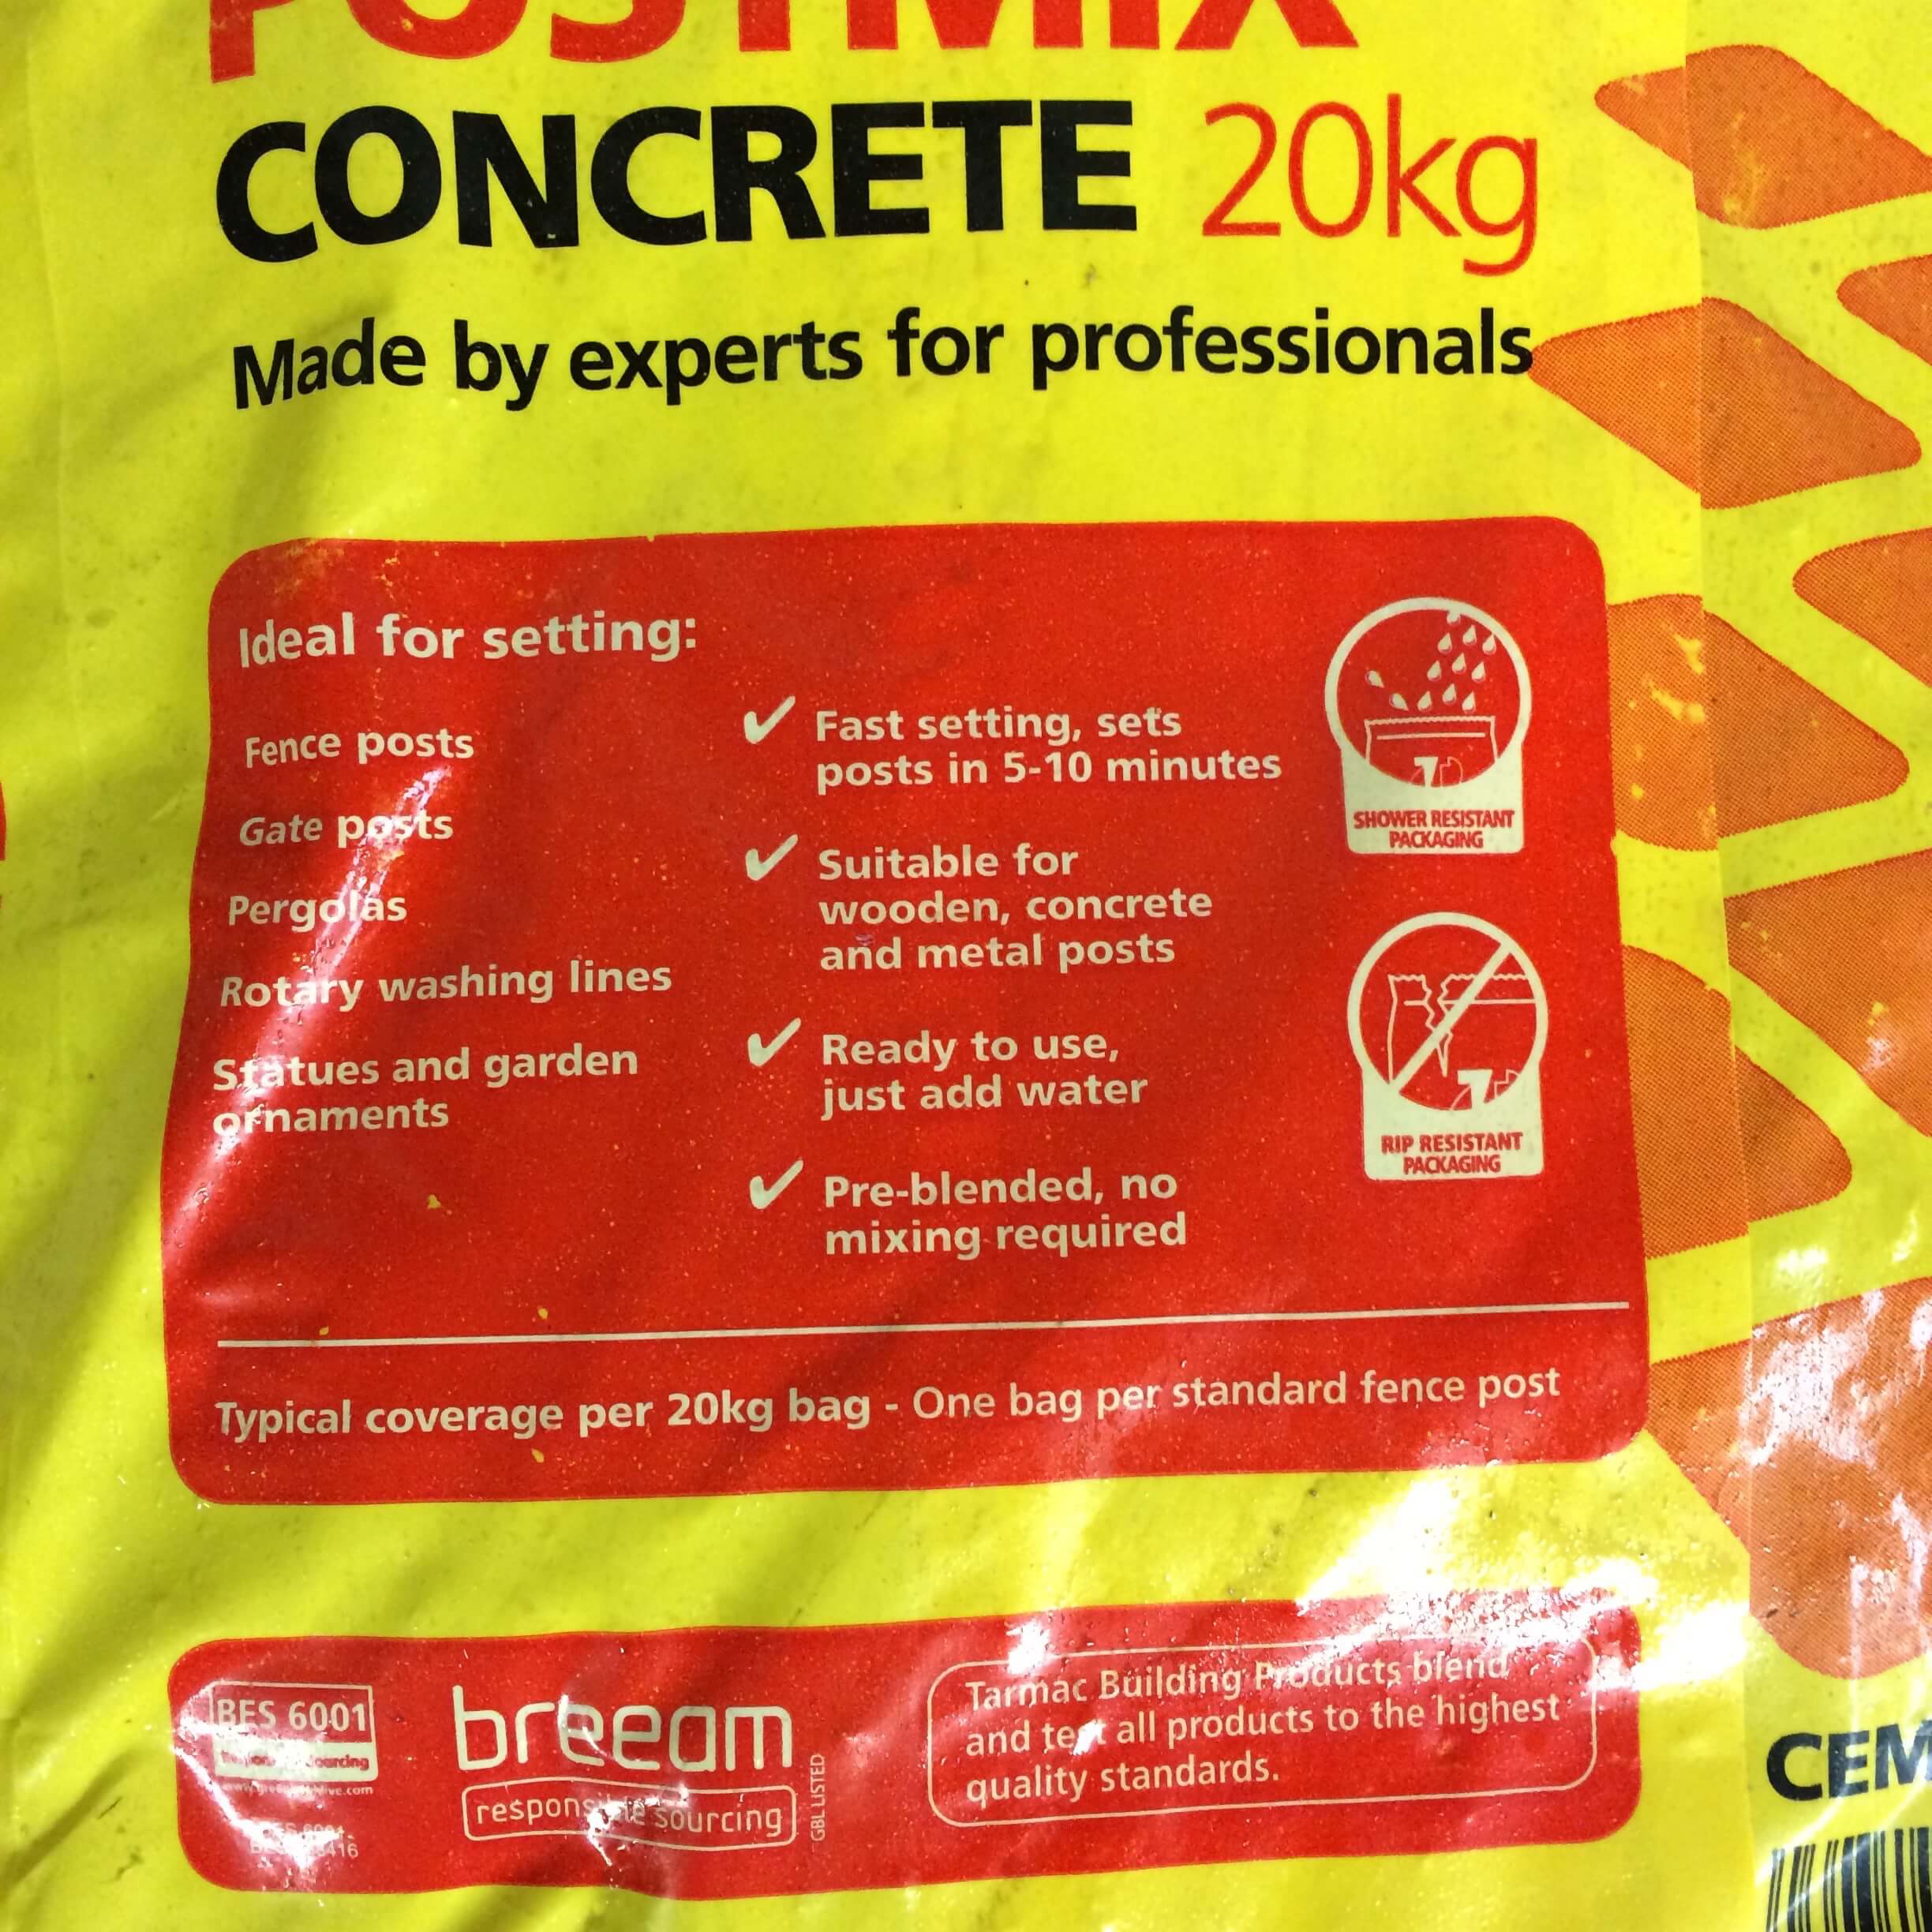 POSTMIX
CONCRETE 20kg
Made by experts for professionals
Ideal for setting:
Fence posts
Gate posts
Pergolas
Rotary washing lines
Statues and garden
ornaments
✔ Fast setting, sets
posts in 5-10 minutes
✔ Suitable for
wooden, concrete
and metal posts
✔ Ready to use,
just add water
✔ Pre-blended, no
mixing required
SHOWER RESISTANT
PACKAGING
RIP RESISTANT
PACKAGING
Typical coverage per 20kg bag - One bag per standard fence post
BES 6001
breeam
responsible sourcing
GBL LISTED
Tarmac Building Products blend
and test all products to the highest
quality standards.
CEM